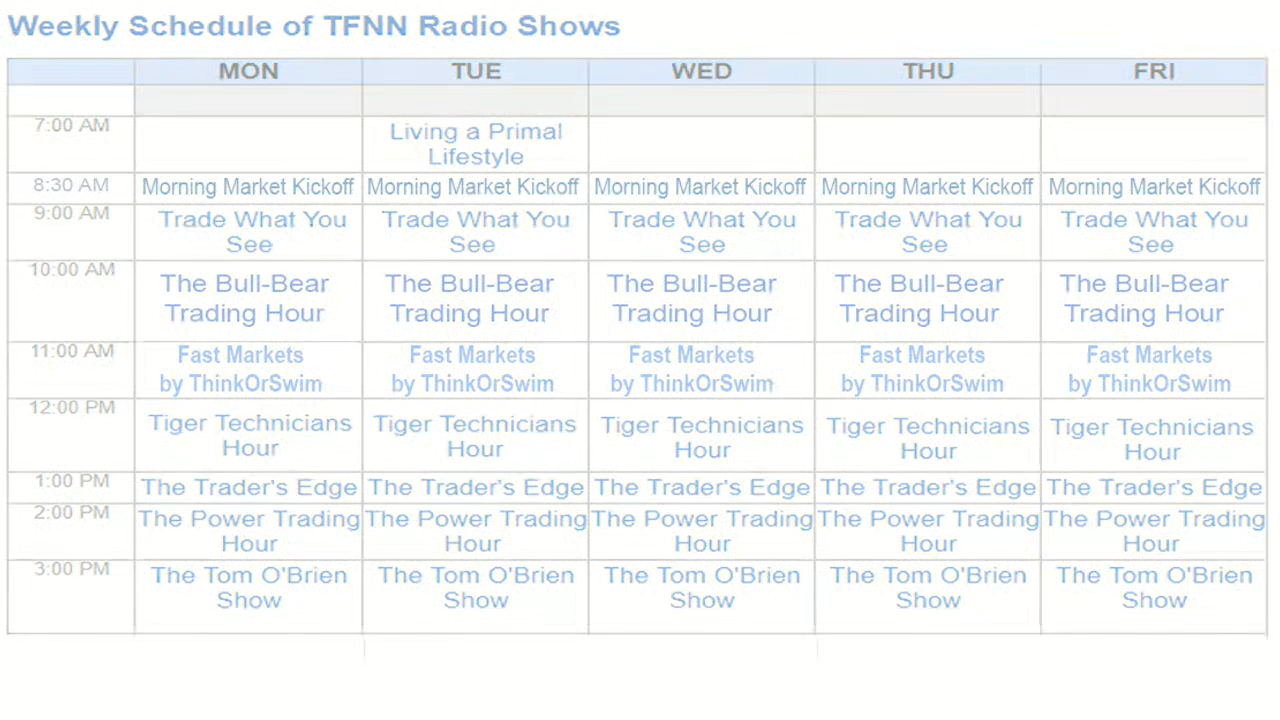 Weekly Schedule of TFNN Radio Shows
MON TUE WED THU FRI
7:00 AM Living a Primal
Lifestyle
8:30 AM Morning Market Kickoff Morning Market Kickoff Morning Market Kickoff Morning Market Kickoff Morning Market Kickoff
9:00 AM Trade What You Trade What You Trade What You Trade What You Trade What You
See See See See See
10:00 AM The Bull-Bear The Bull-Bear The Bull-Bear The Bull-Bear The Bull-Bear
Trading Hour Trading Hour Trading Hour Trading Hour Trading Hour
11:00 AM Fast Markets Fast Markets Fast Markets Fast Markets Fast Markets
by ThinkOrSwim by ThinkOrSwim by ThinkOrSwim by ThinkOrSwim by ThinkOrSwim
12:00 PM Tiger Technicians Tiger Technicians Tiger Technicians Tiger Technicians Tiger Technicians
Hour Hour Hour Hour Hour
1:00 PM The Trader's Edge The Trader's Edge The Trader's Edge The Trader's Edge The Trader's Edge
2:00 PM The Power Trading The Power Trading The Power Trading The Power Trading The Power Trading
Hour Hour Hour Hour Hour
3:00 PM The Tom O'Brien The Tom O'Brien The Tom O'Brien The Tom O'Brien The Tom O'Brien
Show Show Show Show Show